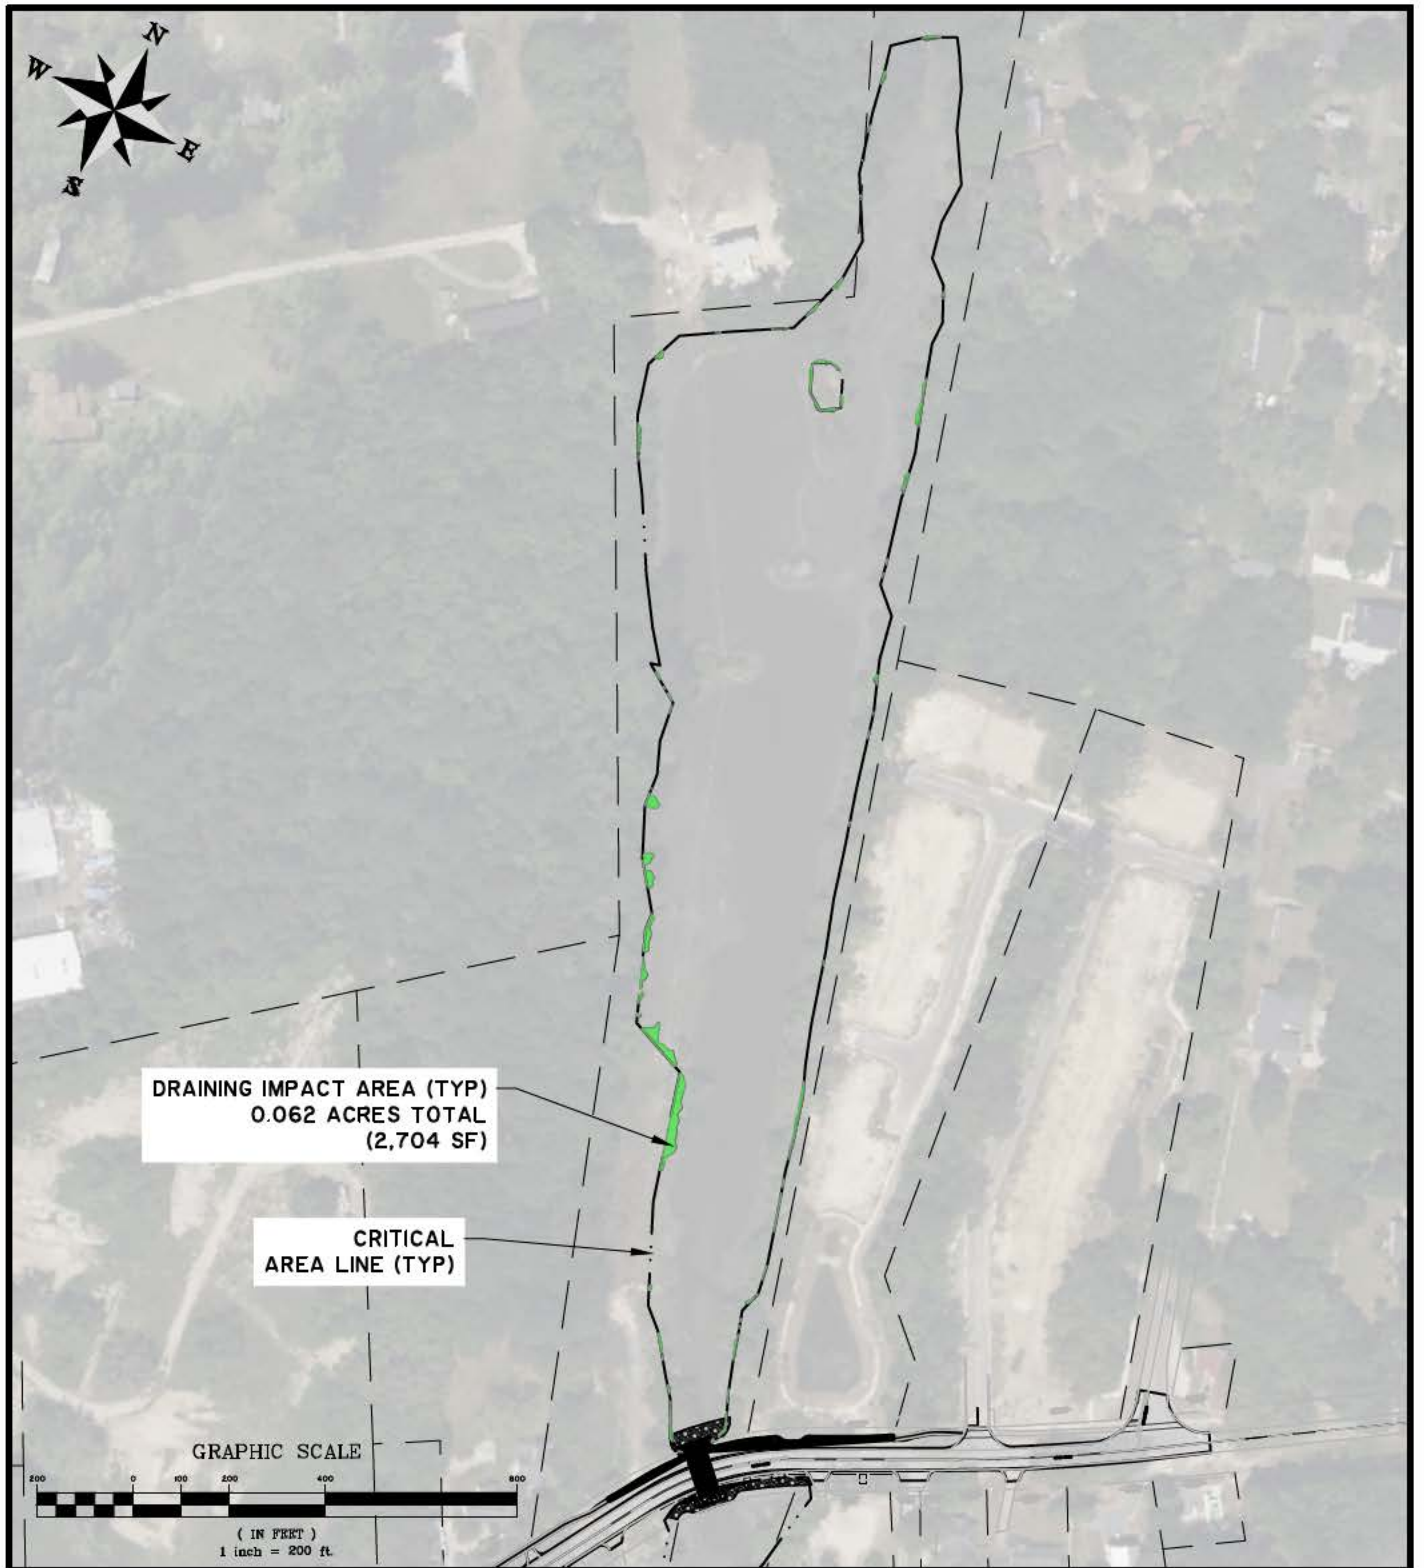 N
W
E
S
DRAINING IMPACT AREA (TYP)
0.062 ACRES TOTAL
(2,704 SF)
CRITICAL
AREA LINE (TYP)
GRAPHIC SCALE
200 0 100 200 400 800
( IN FEET )
1 inch = 200 ft.